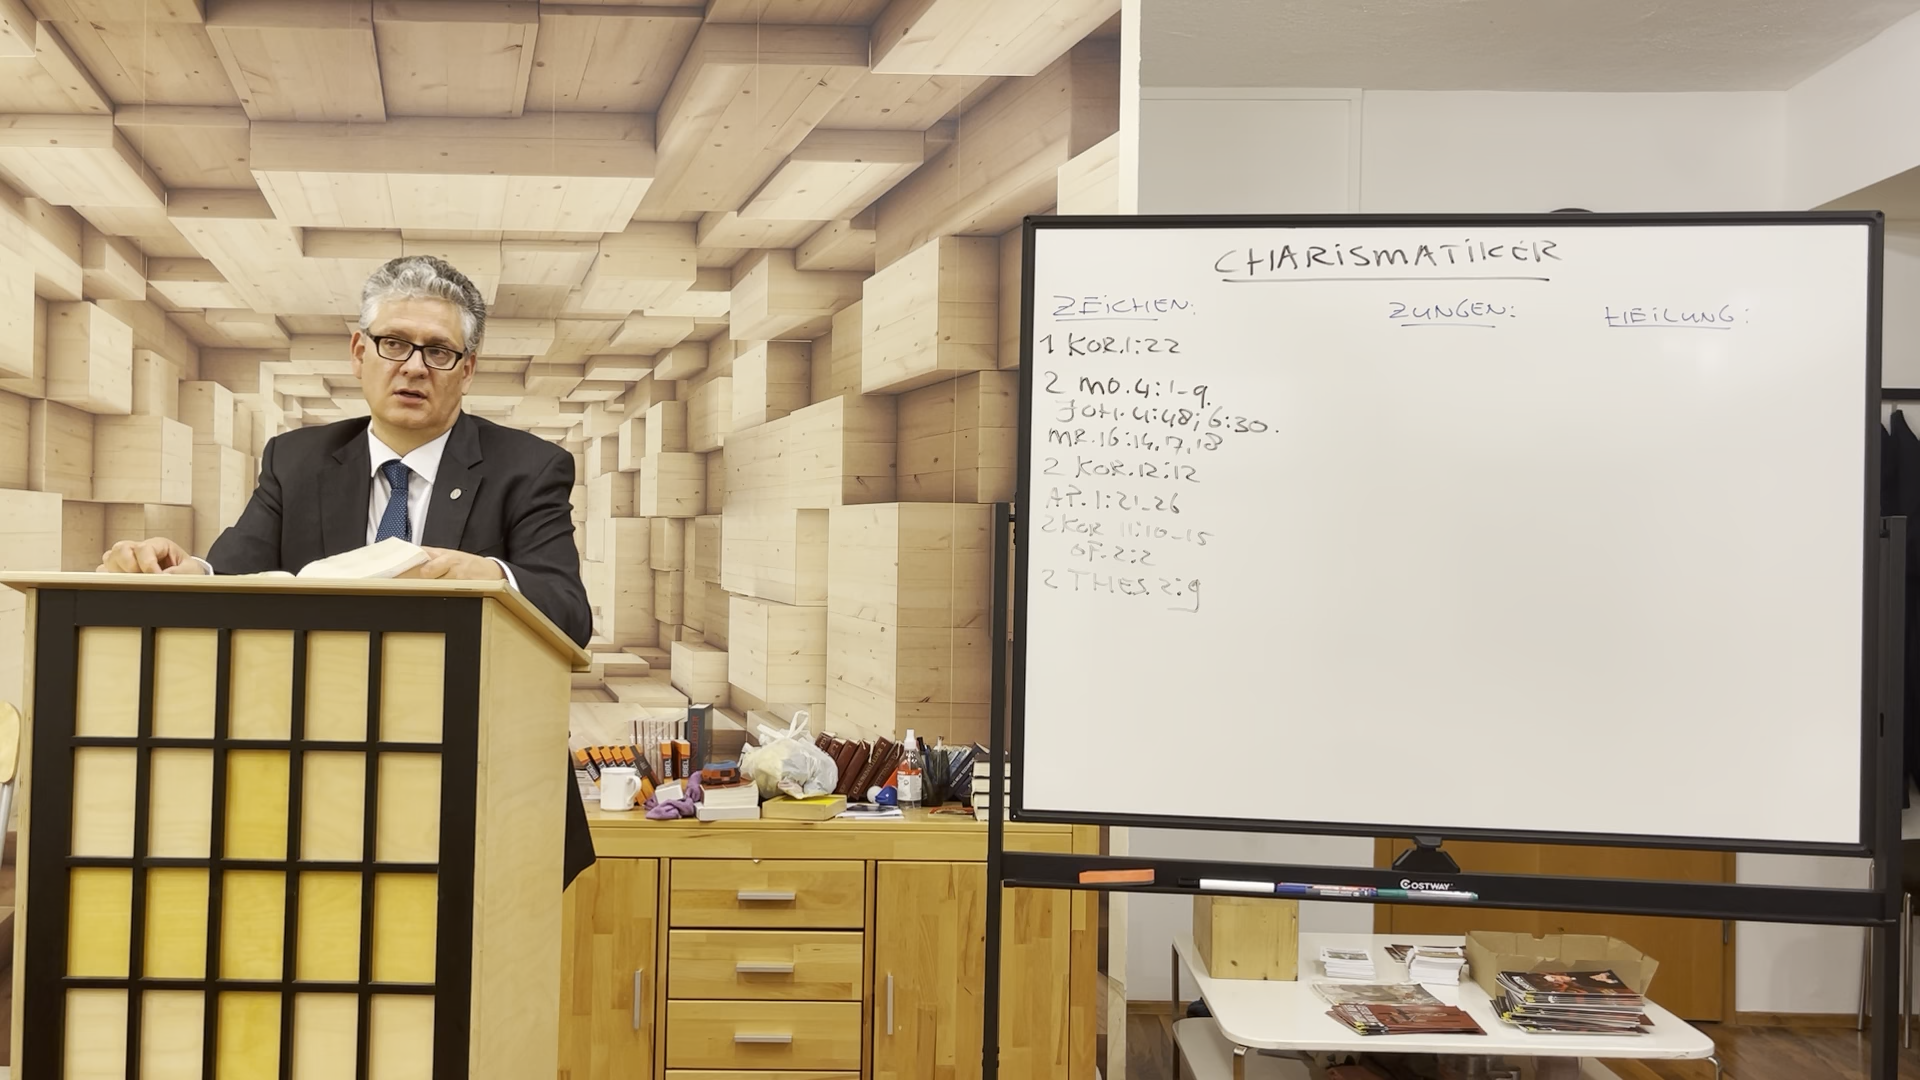 CHARISMATIKER
ZEICHEN:
ZUNGEN:
HEILUNG:
1 KOR.1:22
2 MO.4:1-9.
JOH.4:48; 6:30.
MR.16:14,17,18
2 KOR.12:12
AP.1:21-26
2 KOR 11:10-15
OF.2:2
2 THES.2:9
COSTWAY